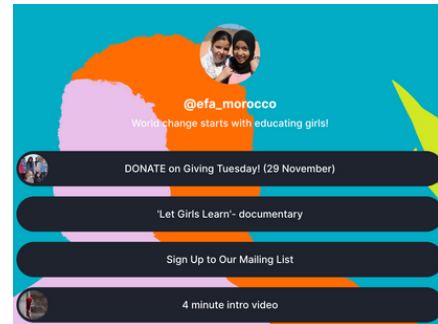 @efa_morocco
World change starts with educating girls!
DONATE on Giving Tuesday! (29 November)
'Let Girls Learn'- documentary
Sign Up to Our Mailing List
4 minute intro video